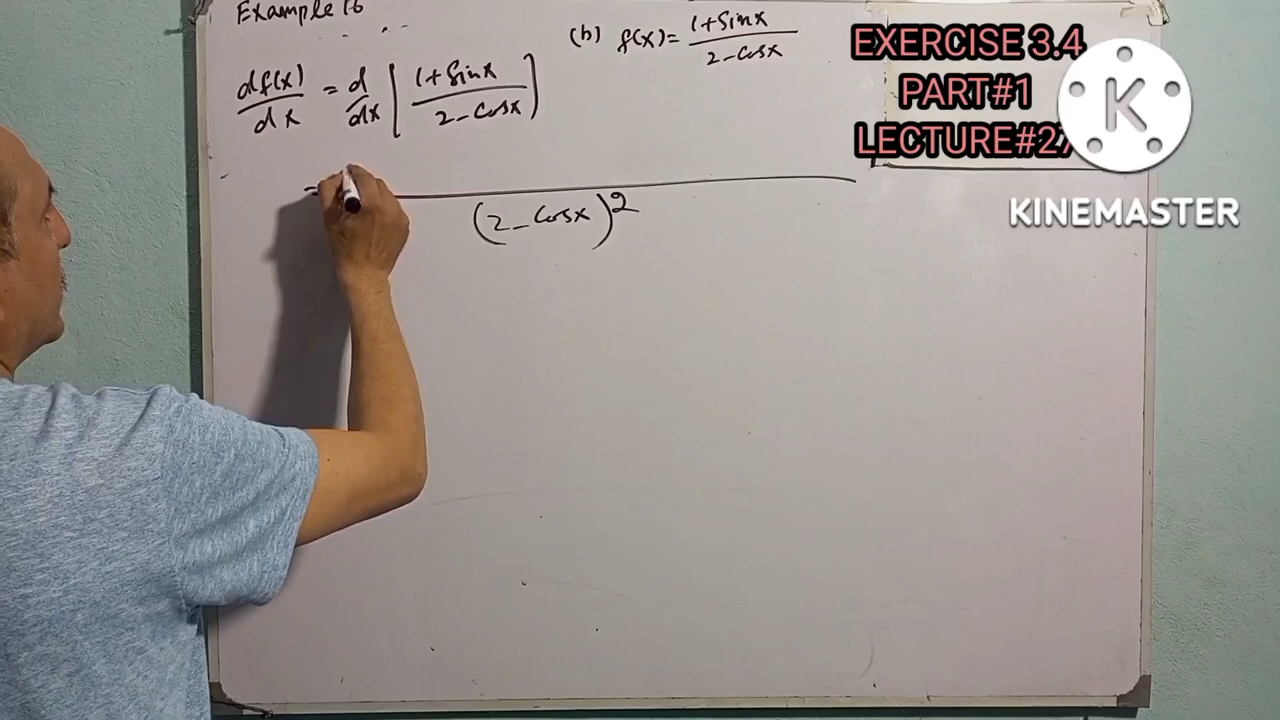 Example 16
(b) f(x) = (1 + Sinx)/(2 - Cosx)
df(x)/dx = d/dx [(1 + Sinx)/(2 - Cosx)]
(2 - Cosx)^2
EXERCISE 3.4
PART#1
LECTURE#27
K
KINEMASTER